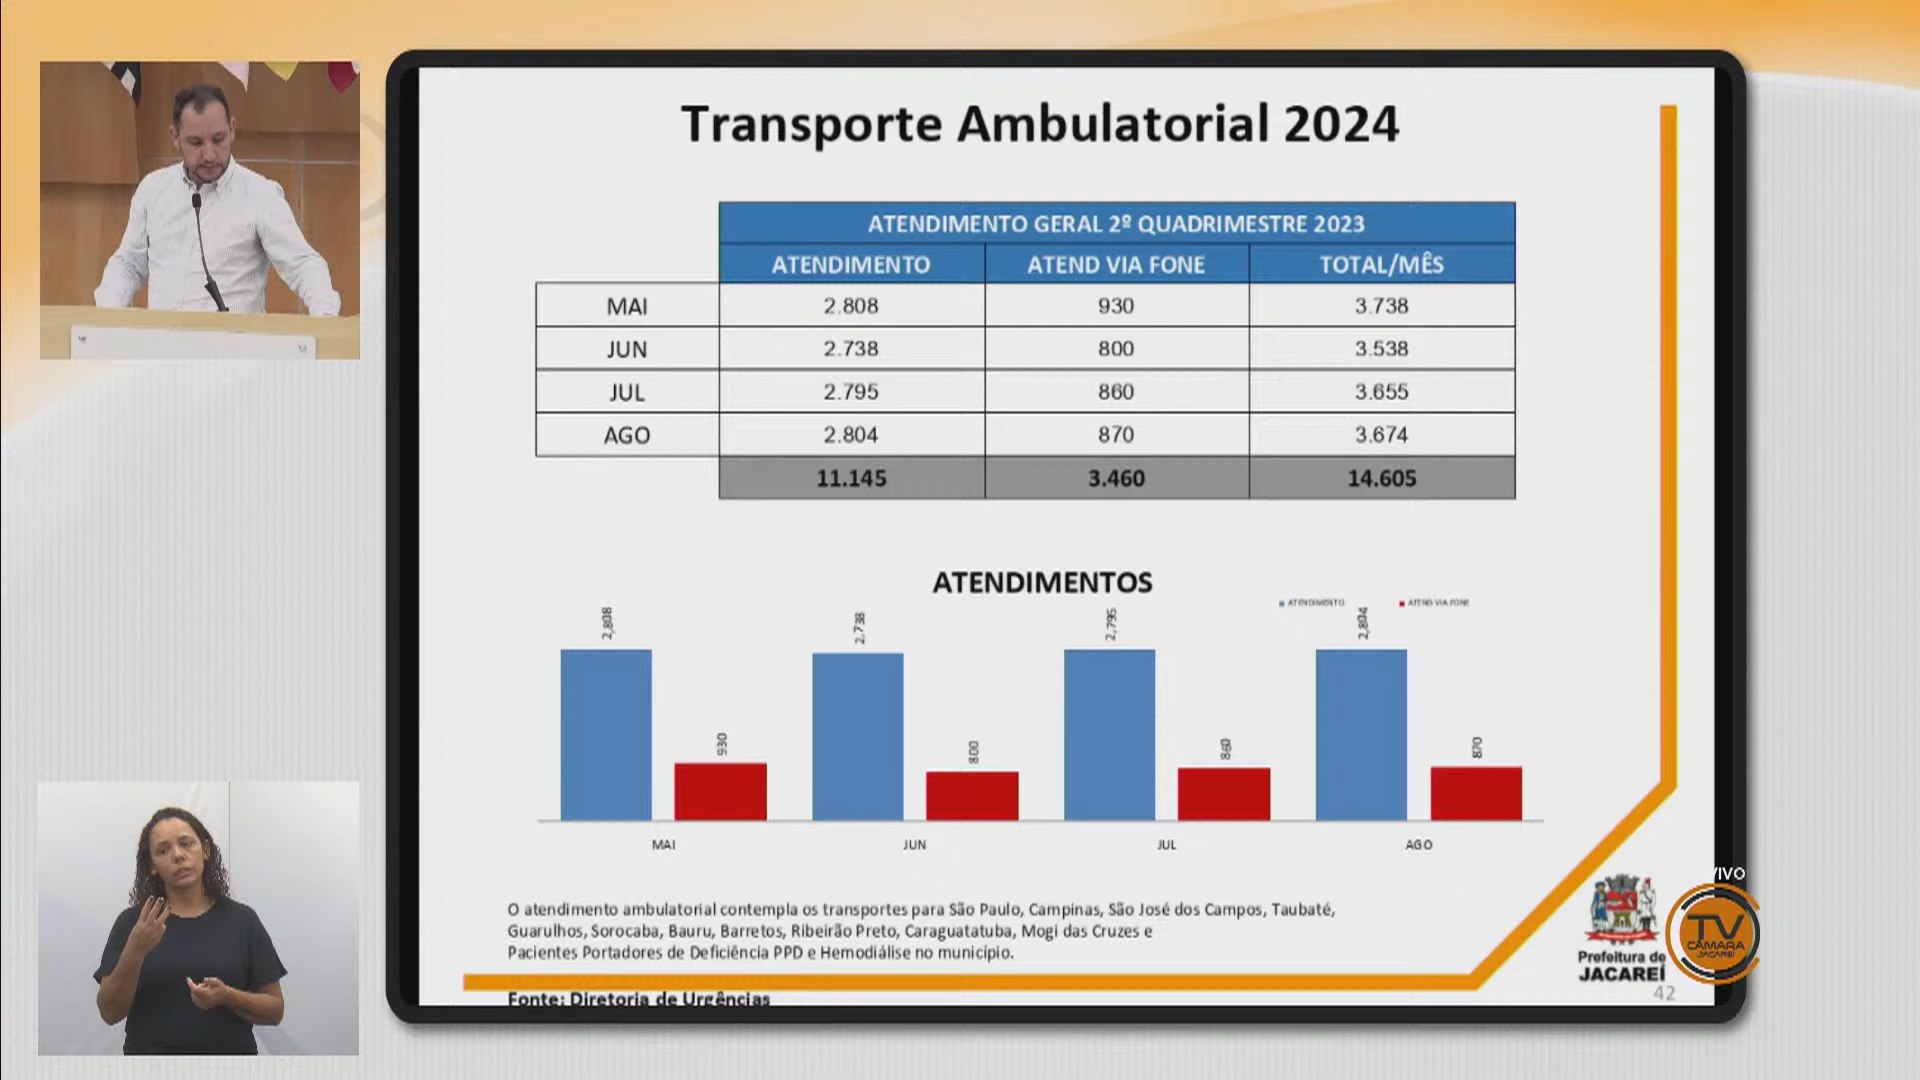 Transporte Ambulatorial 2024
ATENDIMENTO GERAL 2º QUADRIMESTRE 2023
ATENDIMENTO ATEND VIA FONE TOTAL/MÊS
MAI 2.808 930 3.738
JUN 2.738 800 3.538
JUL 2.795 860 3.655
AGO 2.804 870 3.674
11.145 3.460 14.605
ATENDIMENTOS
ATENDIMENTO ATEND VIA FONE
2,808 2,738 2,795 2,804
930 800 860 870
MAI JUN JUL AGO
O atendimento ambulatorial contempla os transportes para São Paulo, Campinas, São José dos Campos, Taubaté,
Guarulhos, Sorocaba, Bauru, Barretos, Ribeirão Preto, Caraguatatuba, Mogi das Cruzes e
Pacientes Portadores de Deficiência PPD e Hemodiálise no município.
Fonte: Diretoria de Urgências
Prefeitura de
JACAREÍ
42
VIVO
TV
CÂMARA
JACAREÍ